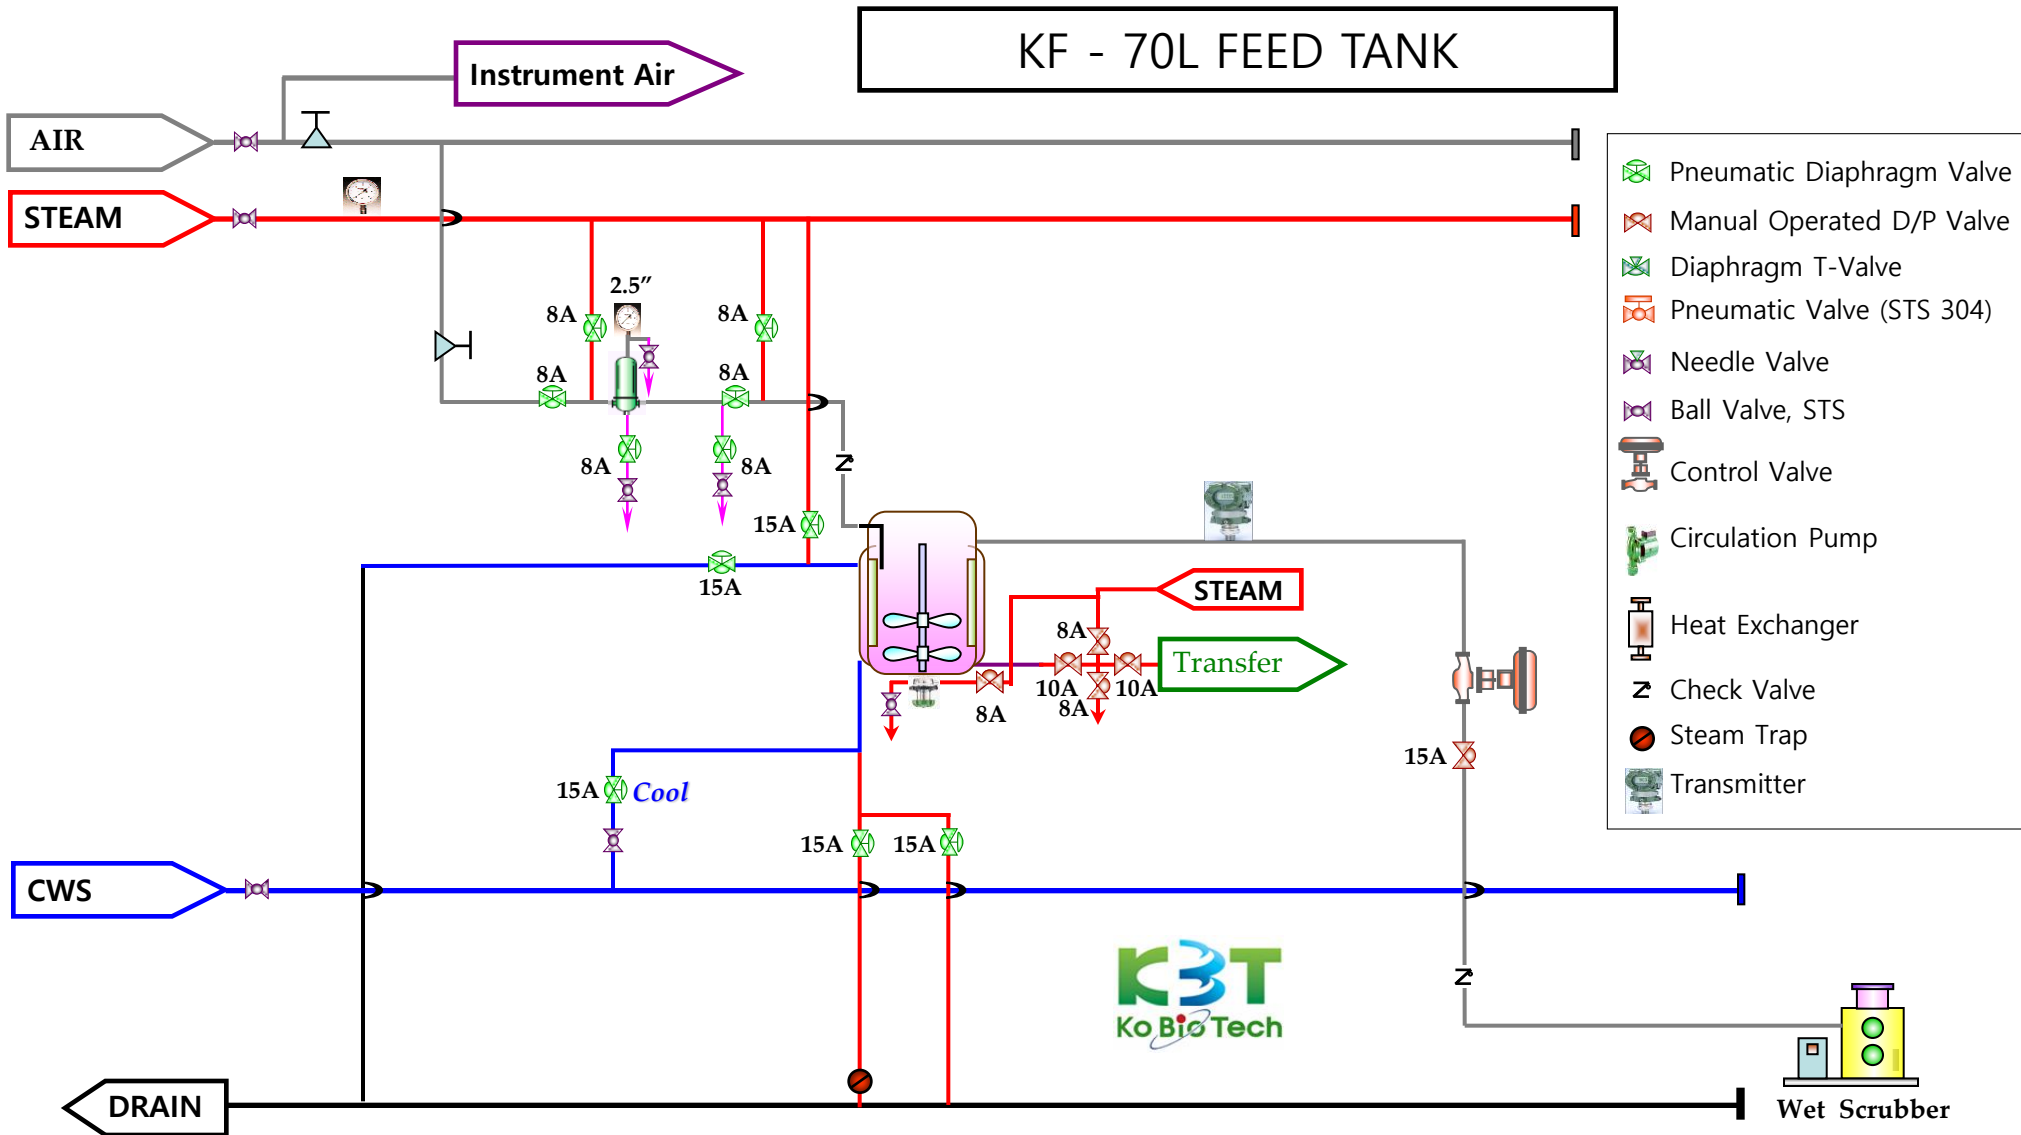 KF - 70L FEED TANK
Instrument Air
AIR
STEAM
2.5”
8A
8A
8A
8A
8A
8A
15A
15A
STEAM
8A
Transfer
10A
10A
8A
8A
15A
15A
Cool
15A
15A
CWS
KBT
Ko BioTech
DRAIN
Wet Scrubber
Pneumatic Diaphragm Valve
Manual Operated D/P Valve
Diaphragm T-Valve
Pneumatic Valve (STS 304)
Needle Valve
Ball Valve, STS
Control Valve
Circulation Pump
Heat Exchanger
Check Valve
Steam Trap
Transmitter